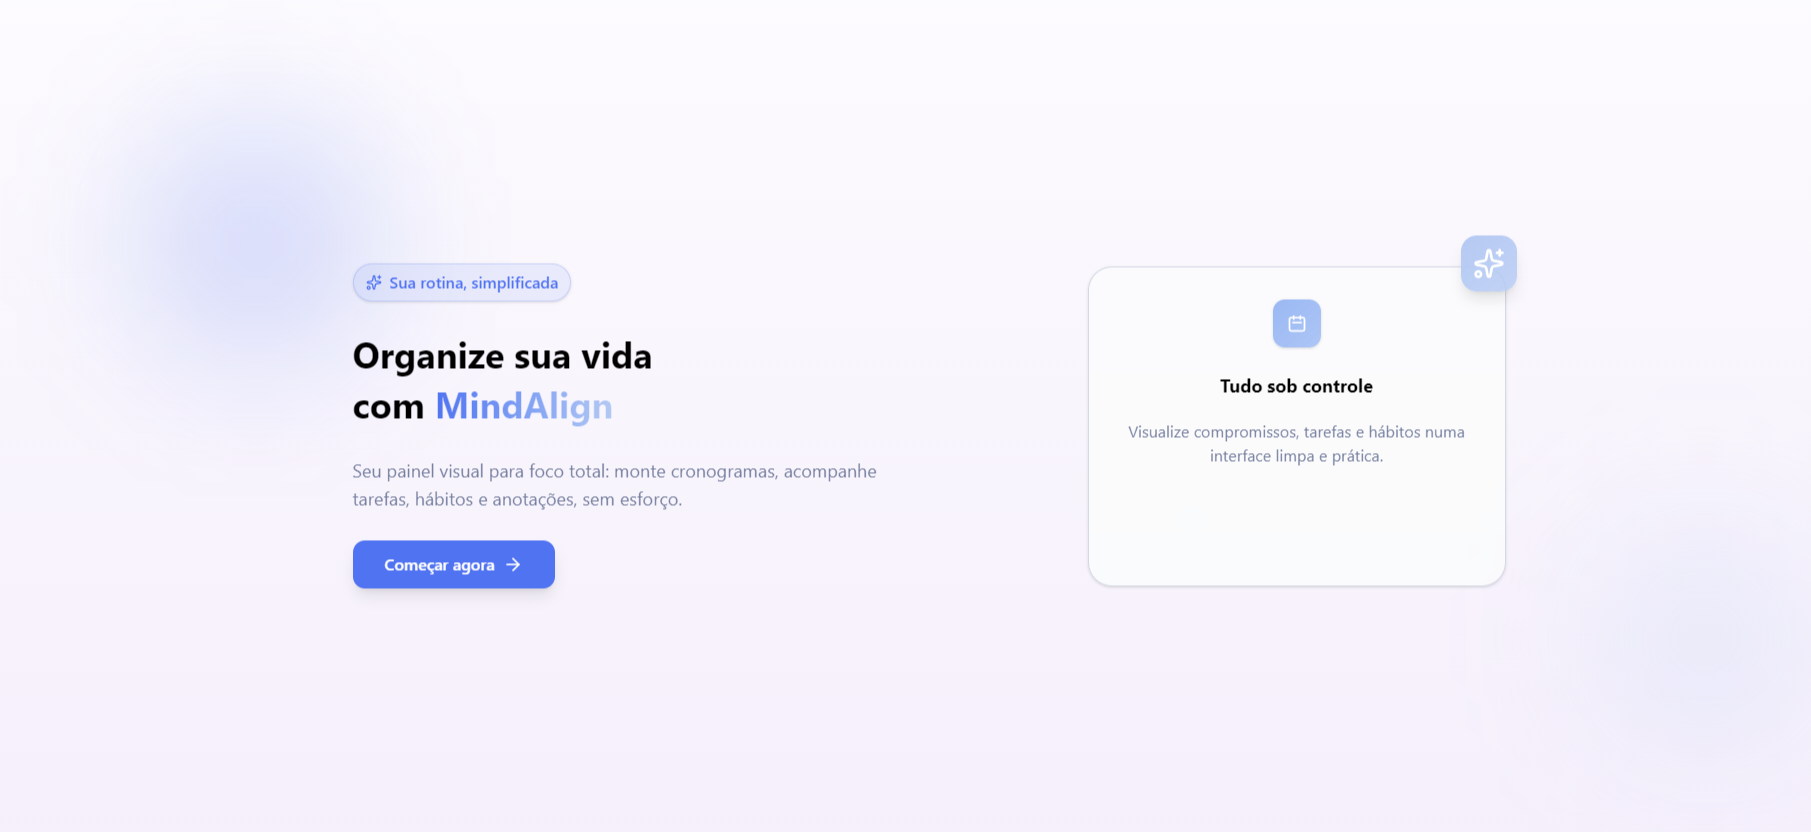 Sua rotina, simplificada
Organize sua vida
com MindAlign
Seu painel visual para foco total: monte cronogramas, acompanhe
tarefas, hábitos e anotações, sem esforço.
Começar agora
Tudo sob controle
Visualize compromissos, tarefas e hábitos numa
interface limpa e prática.